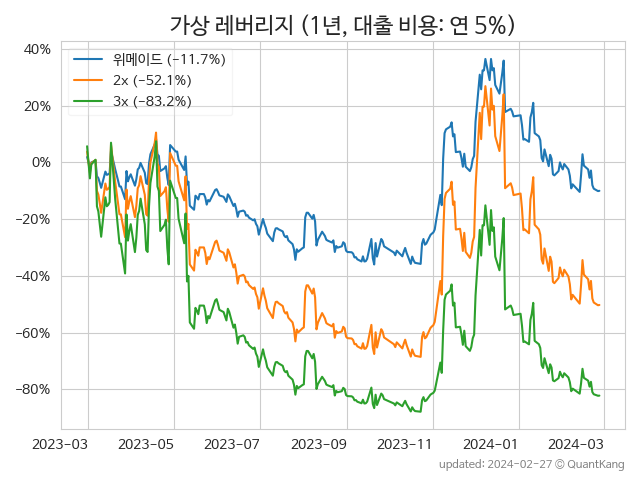 가상 레버리지 (1년, 대출 비용: 연 5%)
위메이드 (−11.7%)
2x (−52.1%)
3x (−83.2%)
40%
20%
0%
−20%
−40%
−60%
−80%
2023-03 2023-05 2023-07 2023-09 2023-11 2024-01 2024-03
updated: 2024-02-27 © QuantKang